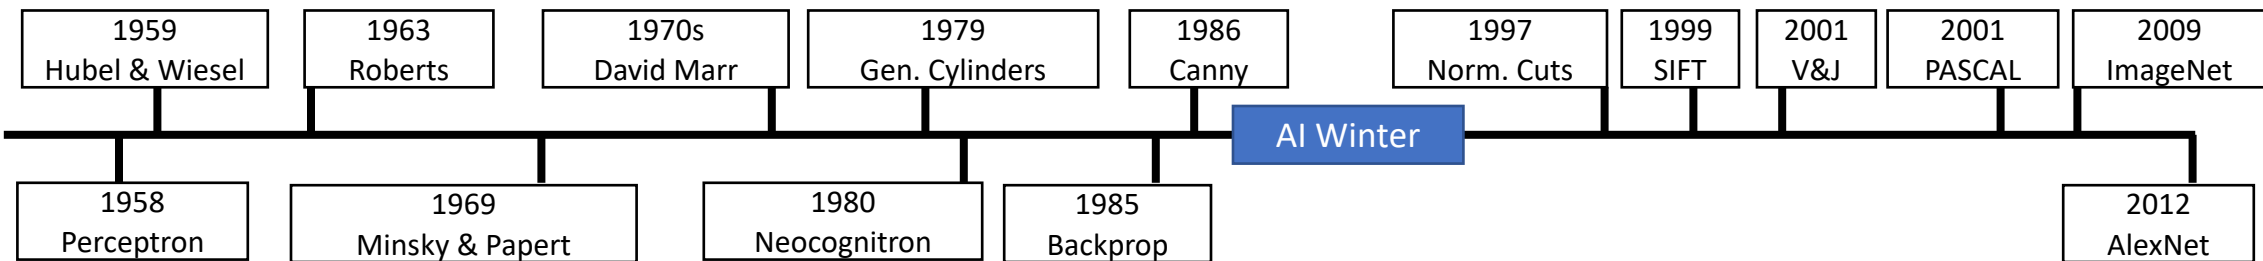 1959
Hubel & Wiesel
1963
Roberts
1970s
David Marr
1979
Gen. Cylinders
1986
Canny
1997
Norm. Cuts
1999
SIFT
2001
V&J
2001
PASCAL
2009
ImageNet
AI Winter
1958
Perceptron
1969
Minsky & Papert
1980
Neocognitron
1985
Backprop
2012
AlexNet